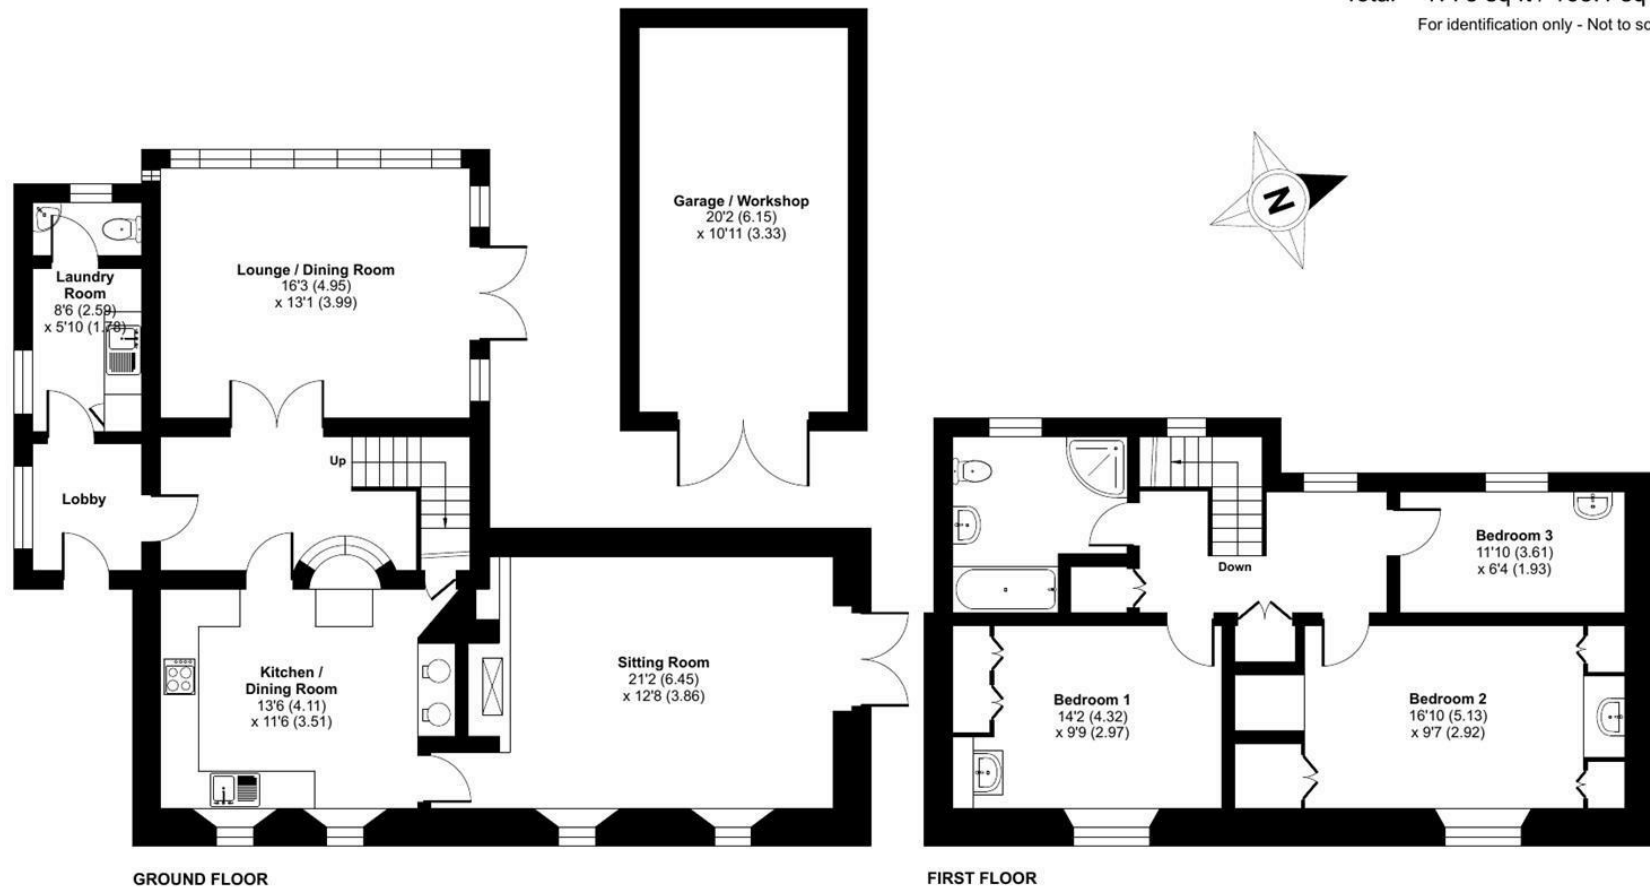 For identification only - Not to
Garage / Workshop
20'2 (6.15)
x 10'11 (3.33)
N
Lounge / Dining Room
16'3 (4.95)
x 13'1 (3.99)
Laundry
Room
8'6 (2.59)
x 5'10 (1.78)
Up
Lobby
Kitchen /
Dining Room
13'6 (4.11)
x 11'6 (3.51)
Sitting Room
21'2 (6.45)
x 12'8 (3.86)
GROUND FLOOR
Down
Bedroom 3
11'10 (3.61)
x 6'4 (1.93)
Bedroom 1
14'2 (4.32)
x 9'9 (2.97)
Bedroom 2
16'10 (5.13)
x 9'7 (2.92)
FIRST FLOOR